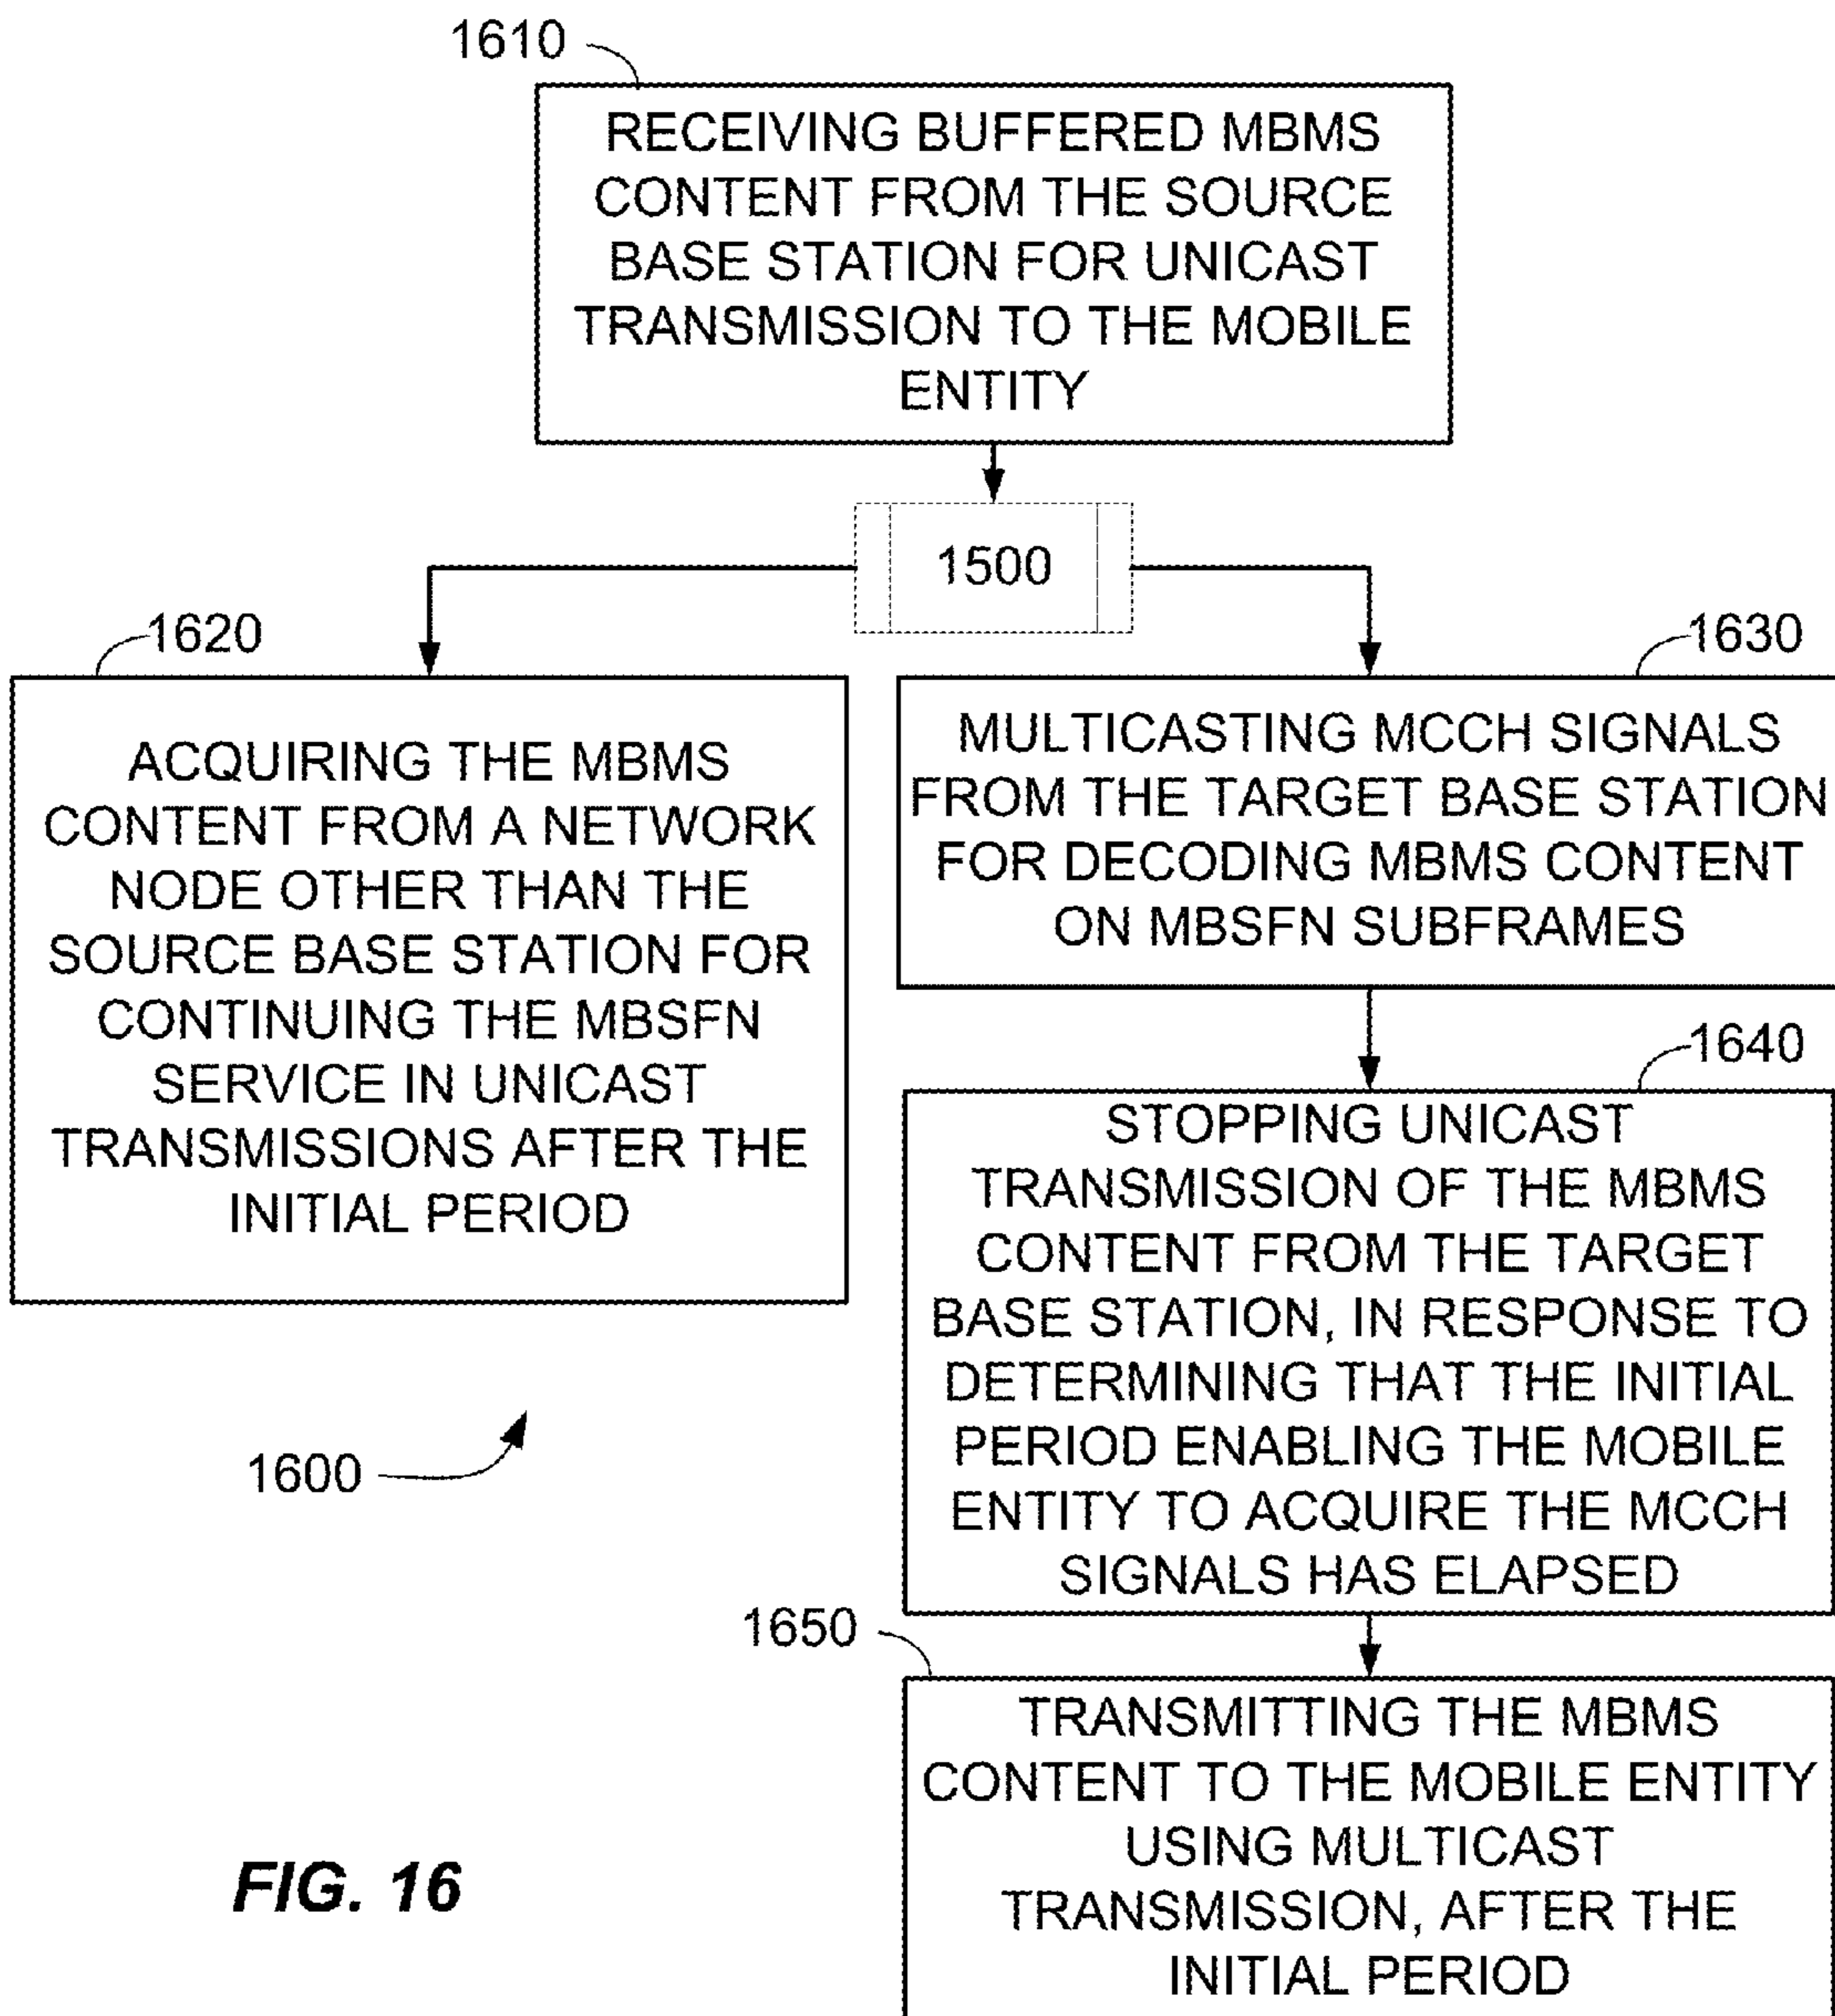 1610
RECEIVING BUFFERED MBMS
CONTENT FROM THE SOURCE
BASE STATION FOR UNICAST
TRANSMISSION TO THE MOBILE
ENTITY
1500
1620
ACQUIRING THE MBMS
CONTENT FROM A NETWORK
NODE OTHER THAN THE
SOURCE BASE STATION FOR
CONTINUING THE MBSFN
SERVICE IN UNICAST
TRANSMISSIONS AFTER THE
INITIAL PERIOD
1630
MULTICASTING MCCH SIGNALS
FROM THE TARGET BASE STATION
FOR DECODING MBMS CONTENT
ON MBSFN SUBFRAMES
1640
STOPPING UNICAST
TRANSMISSION OF THE MBMS
CONTENT FROM THE TARGET
BASE STATION, IN RESPONSE TO
DETERMINING THAT THE INITIAL
PERIOD ENABLING THE MOBILE
ENTITY TO ACQUIRE THE MCCH
SIGNALS HAS ELAPSED
1600
1650
TRANSMITTING THE MBMS
CONTENT TO THE MOBILE ENTITY
USING MULTICAST
TRANSMISSION, AFTER THE
INITIAL PERIOD
FIG. 16